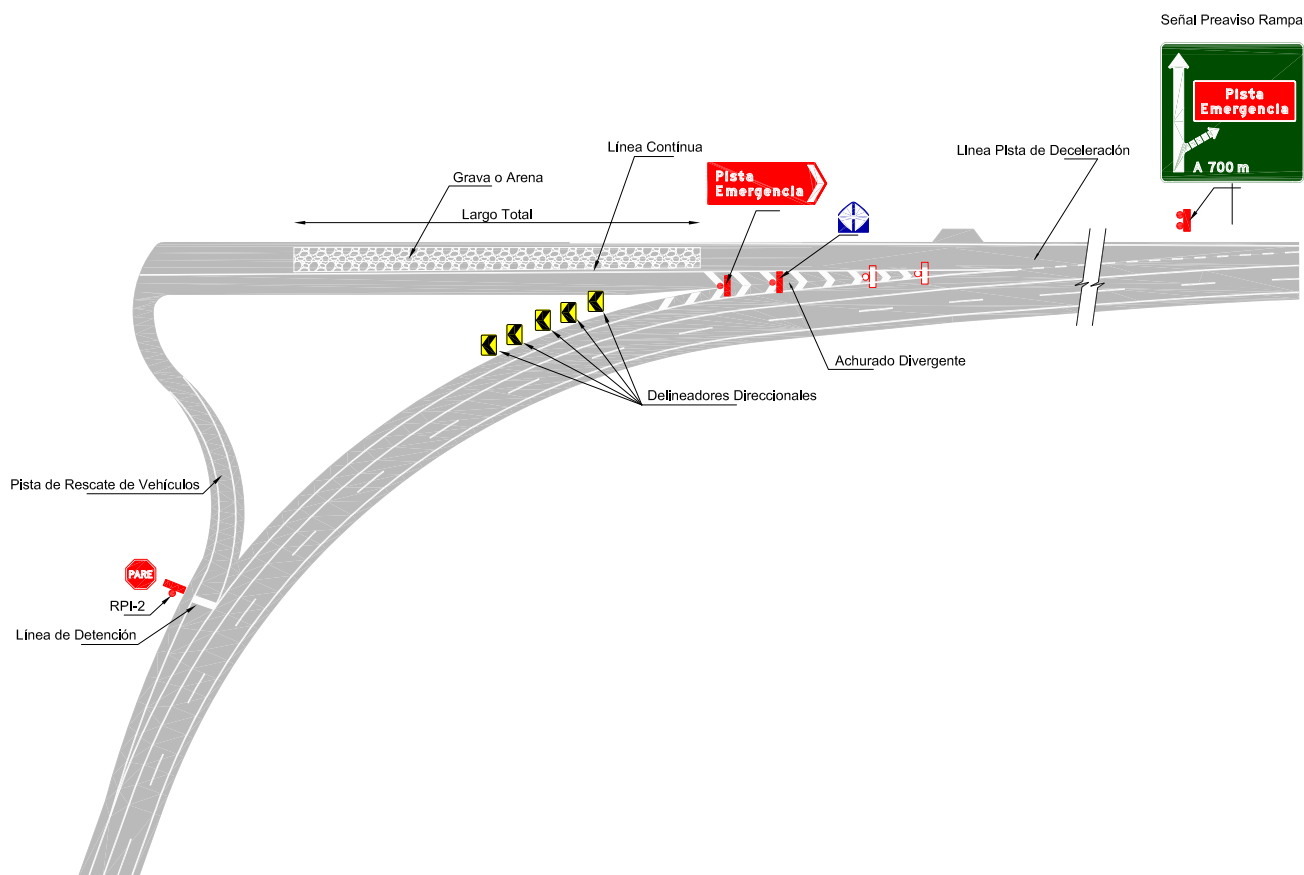 Señal Preaviso Rampa
Pista
Emergencia
A 700 m
Línea Contínua
Línea Pista de Deceleración
Grava o Arena
Pista
Emergencia
Largo Total
Achurado Divergente
Delineadores Direccionales
Pista de Rescate de Vehículos
PARE
RPI-2
Línea de Detención